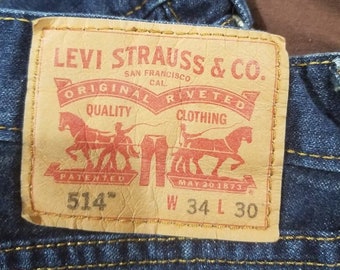 LEVI STRAUSS & CO.
SAN FRANCISCO
CAL.
ORIGINAL RIVETED
QUALITY CLOTHING
PATENTED MAY 20 1873
514™ W 34 L 30